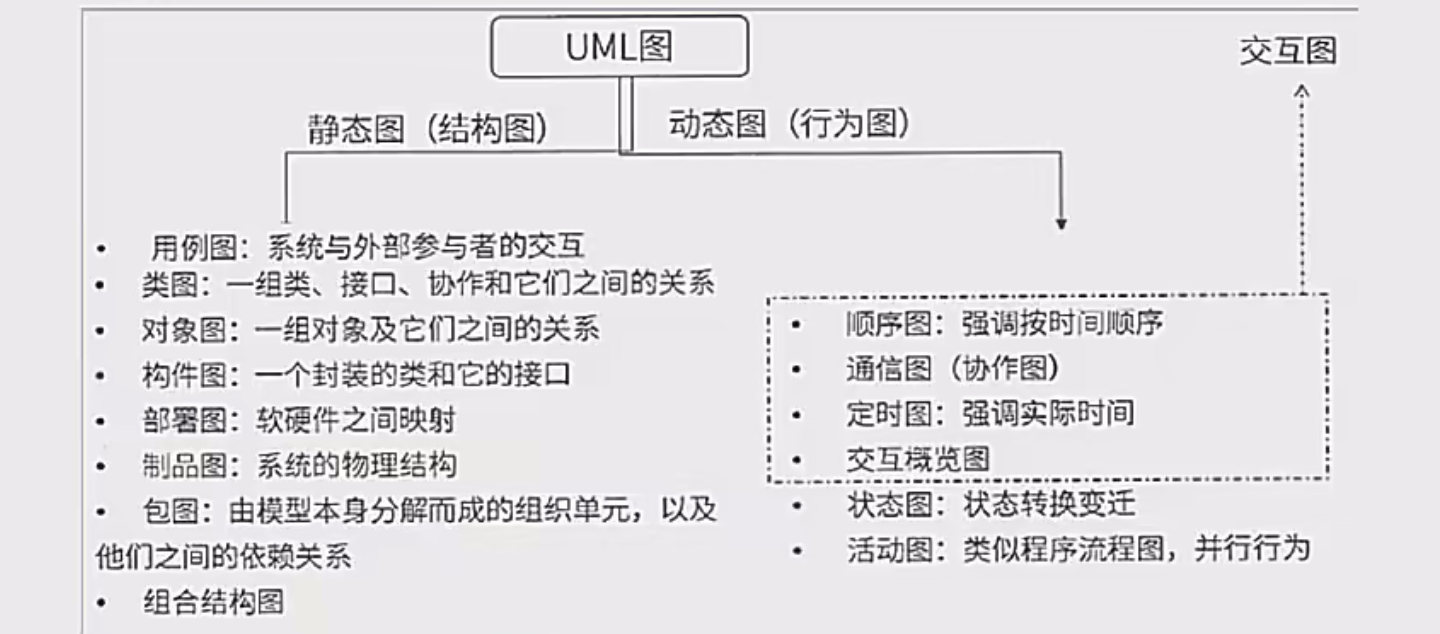 UML图
交互图
静态图（结构图）
动态图（行为图）
• 用例图：系统与外部参与者的交互
• 类图：一组类、接口、协作和它们之间的关系
• 对象图：一组对象及它们之间的关系
• 构件图：一个封装的类和它的接口
• 部署图：软硬件之间映射
• 制品图：系统的物理结构
• 包图：由模型本身分解而成的组织单元，以及
他们之间的依赖关系
• 组合结构图
• 顺序图：强调按时间顺序
• 通信图（协作图）
• 定时图：强调实际时间
• 交互概览图
• 状态图：状态转换变迁
• 活动图：类似程序流程图，并行行为